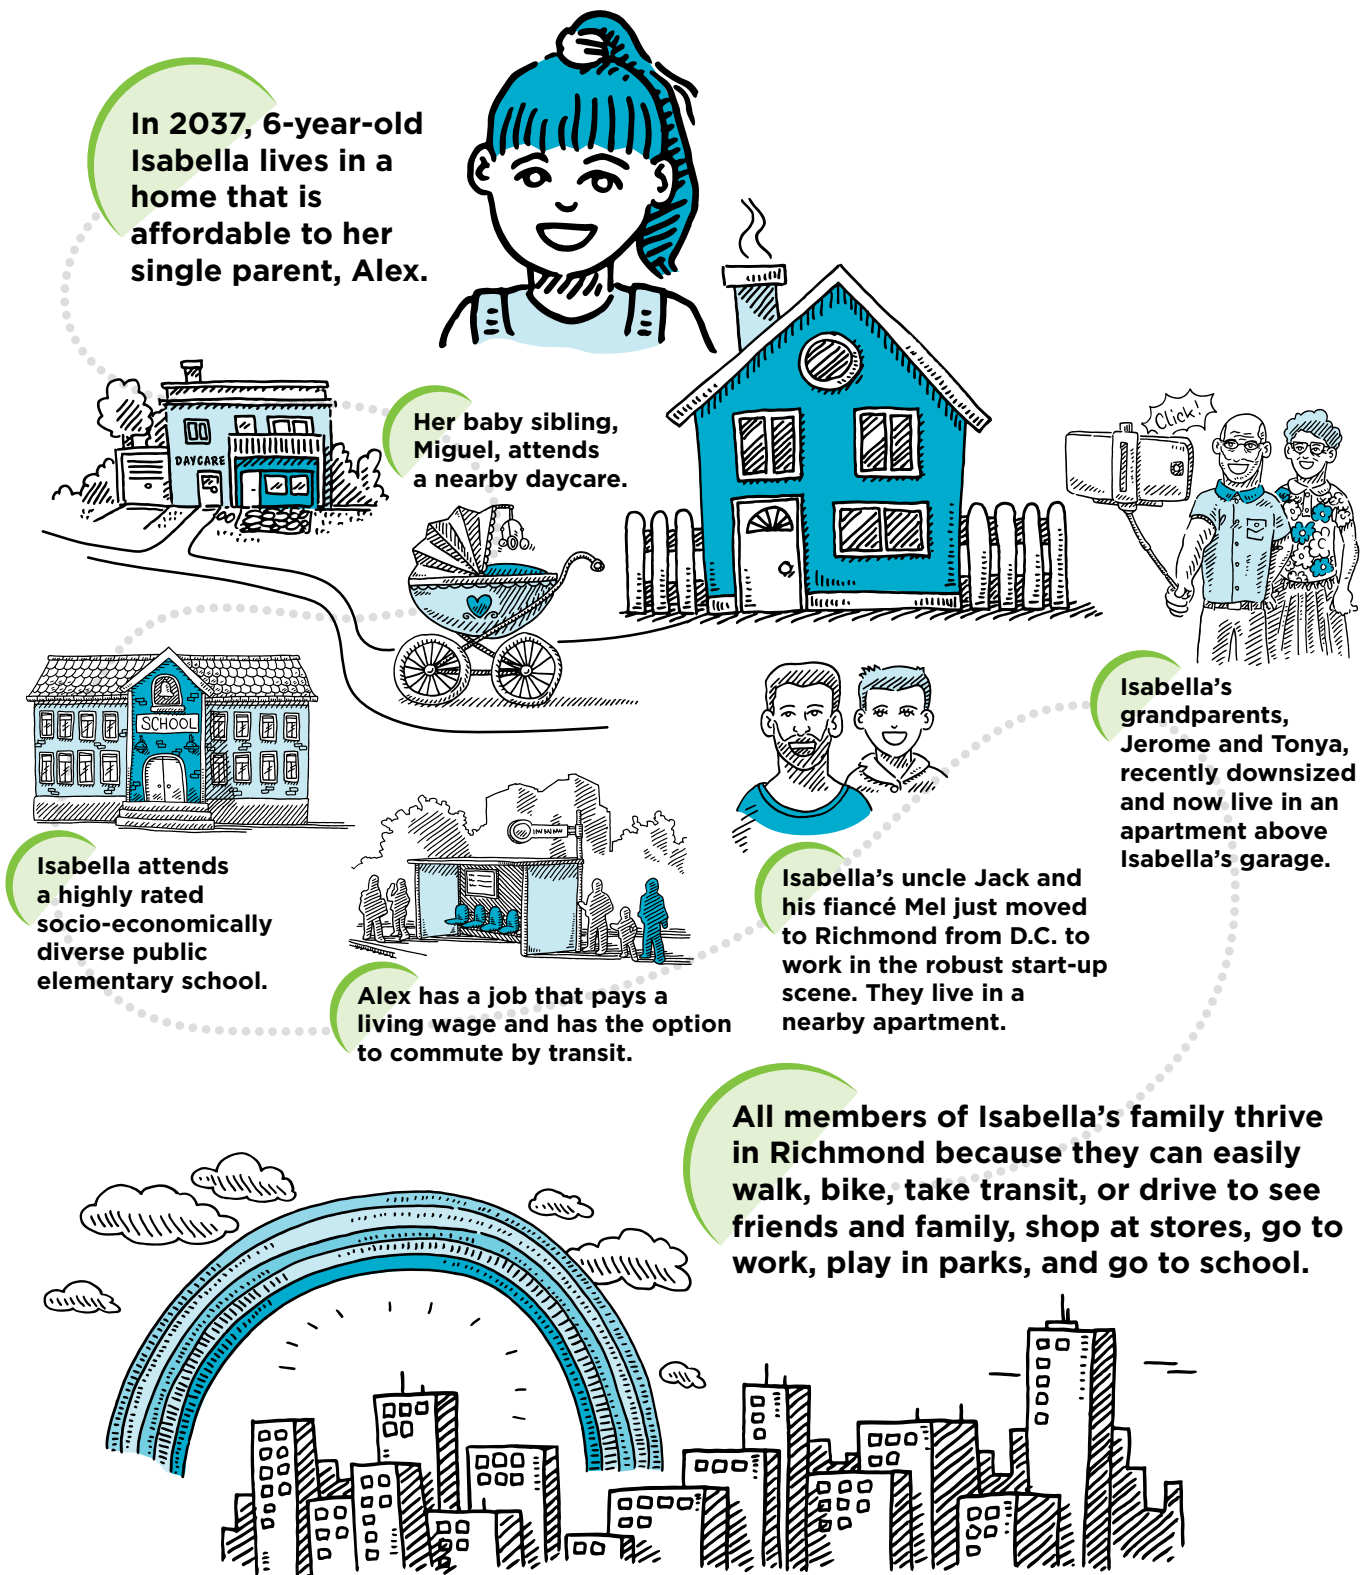 In 2037, 6-year-old
Isabella lives in a
home that is
affordable to her
single parent, Alex.
Her baby sibling,
Miguel, attends
a nearby daycare.
DAYCARE
Click!
SCHOOL
Isabella attends
a highly rated
socio-economically
diverse public
elementary school.
Alex has a job that pays a
living wage and has the option
to commute by transit.
Isabella’s uncle Jack and
his fiancé Mel just moved
to Richmond from D.C. to
work in the robust start-up
scene. They live in a
nearby apartment.
Isabella’s
grandparents,
Jerome and Tonya,
recently downsized
and now live in an
apartment above
Isabella’s garage.
All members of Isabella’s family thrive
in Richmond because they can easily
walk, bike, take transit, or drive to see
friends and family, shop at stores, go to
work, play in parks, and go to school.